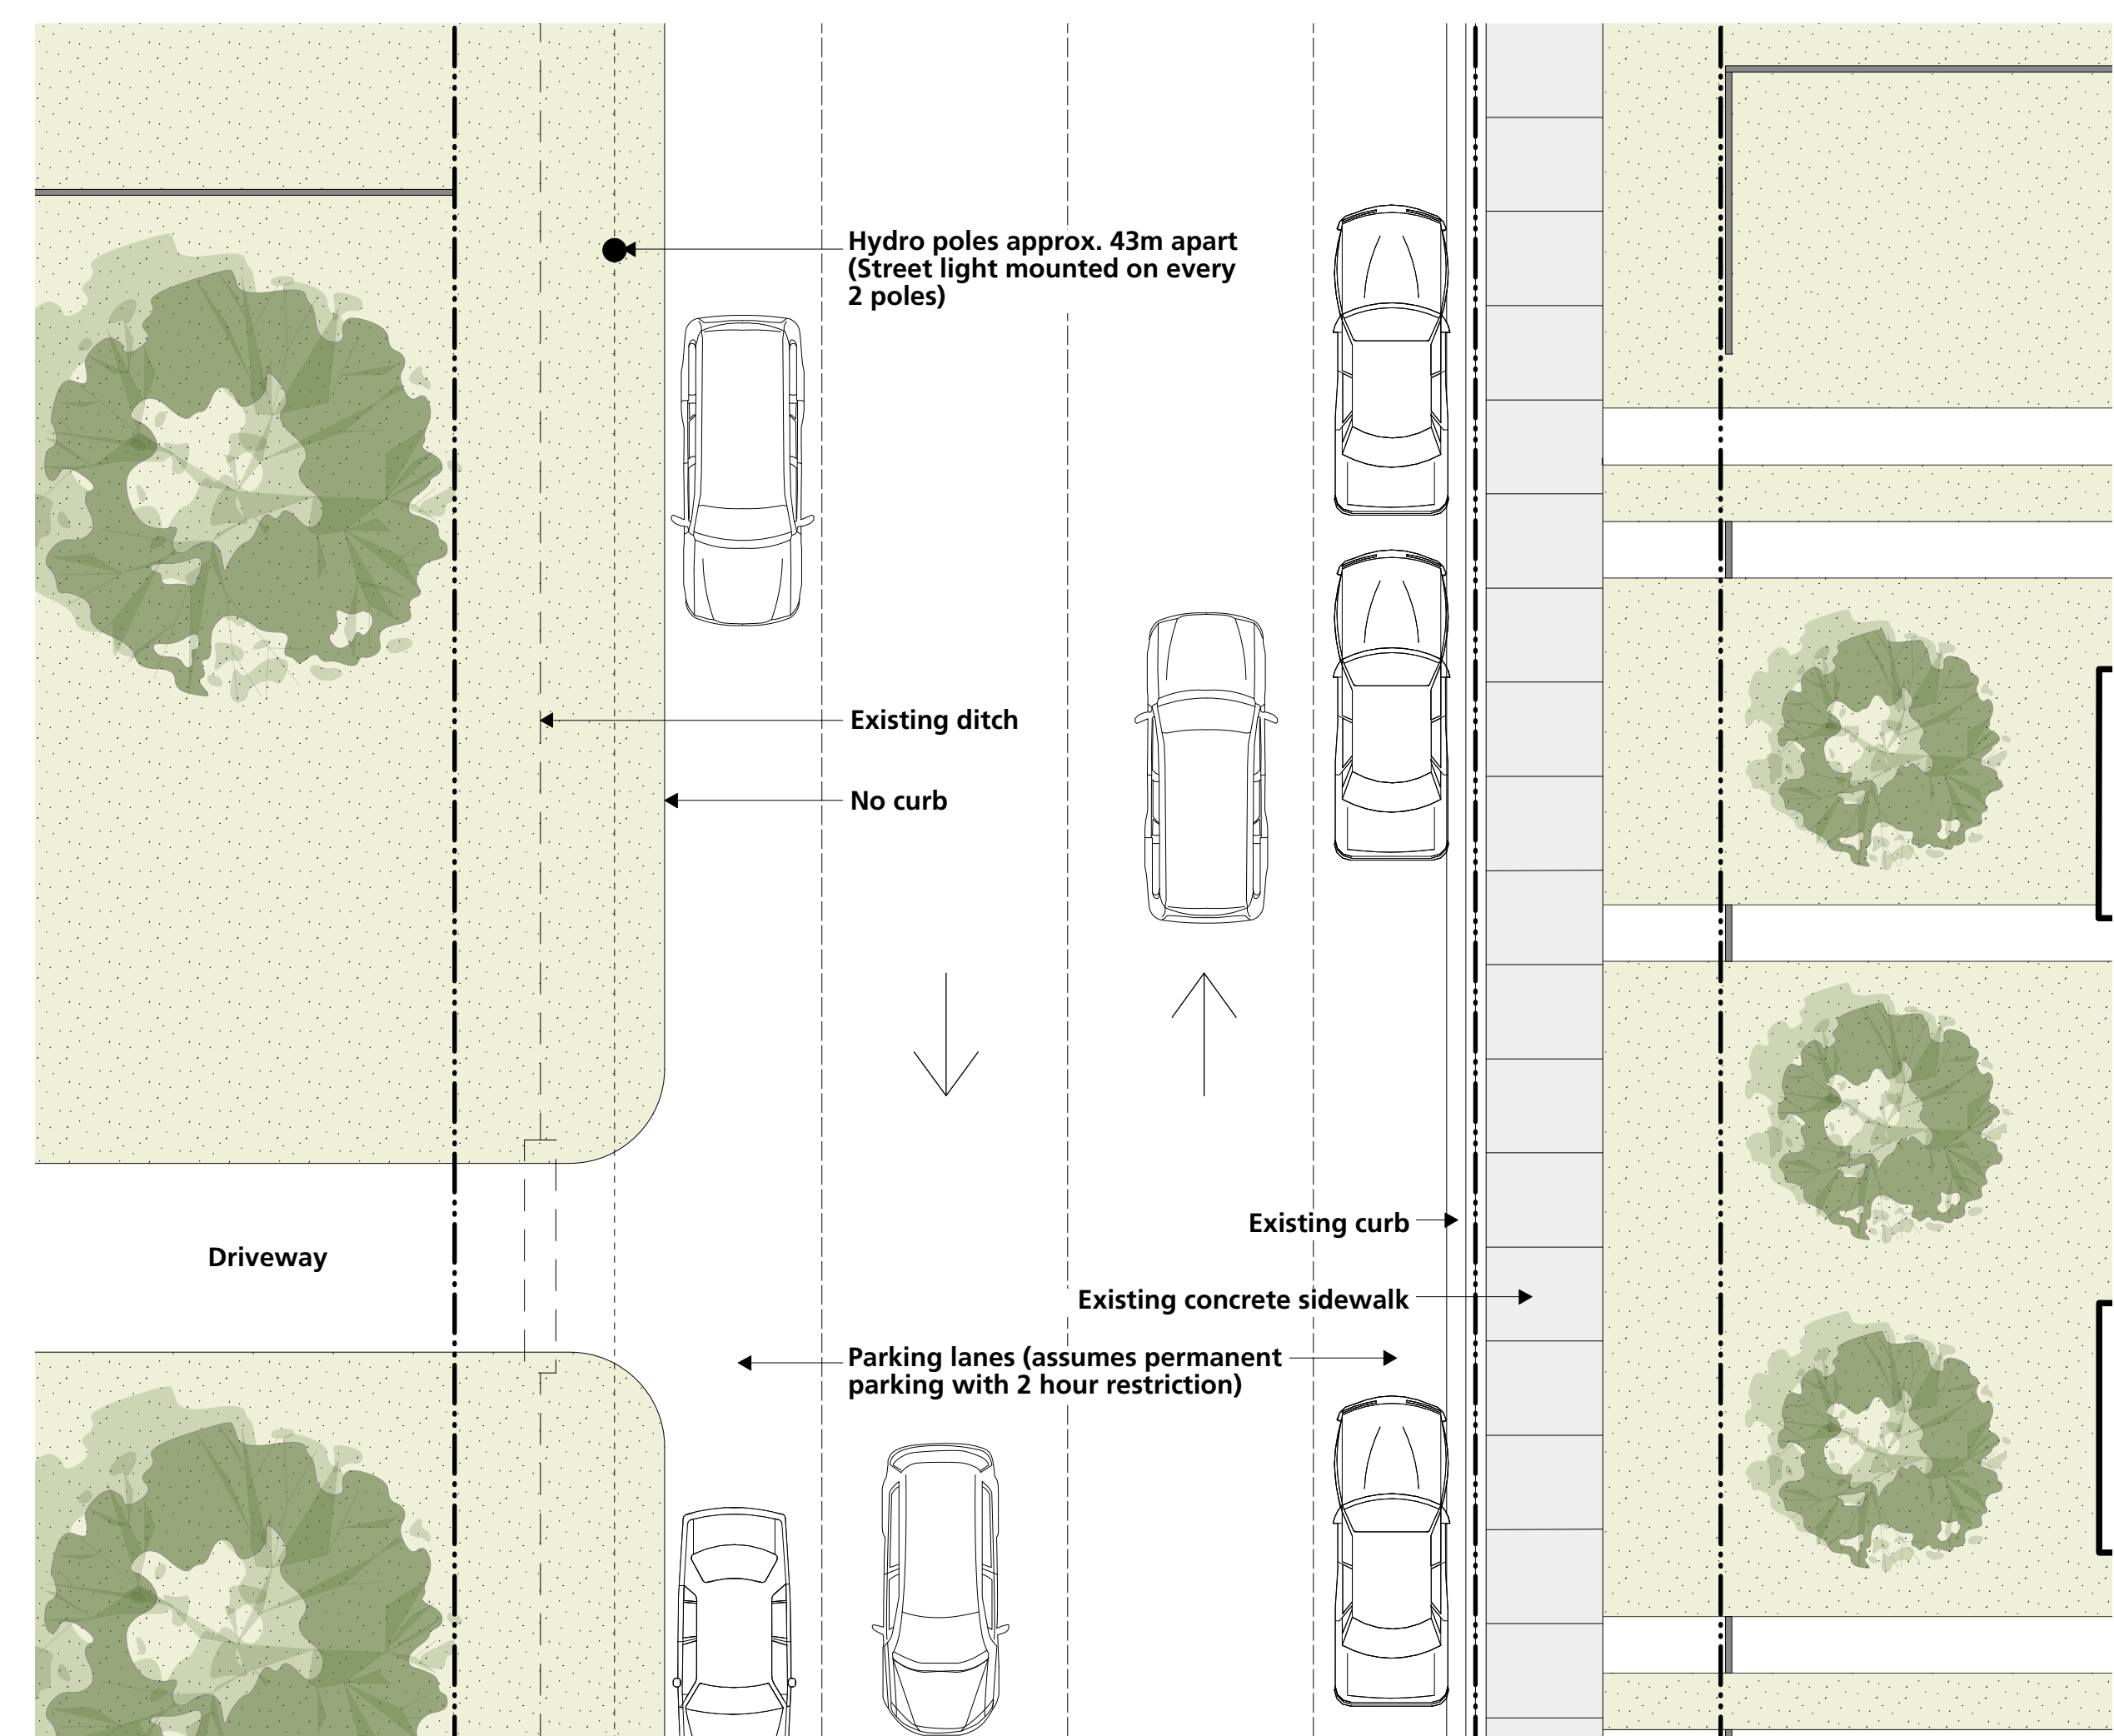 Hydro poles approx. 43m apart
(Street light mounted on every
2 poles)
Existing ditch
No curb
Existing curb
Driveway
Existing concrete sidewalk
Parking lanes (assumes permanent
parking with 2 hour restriction)